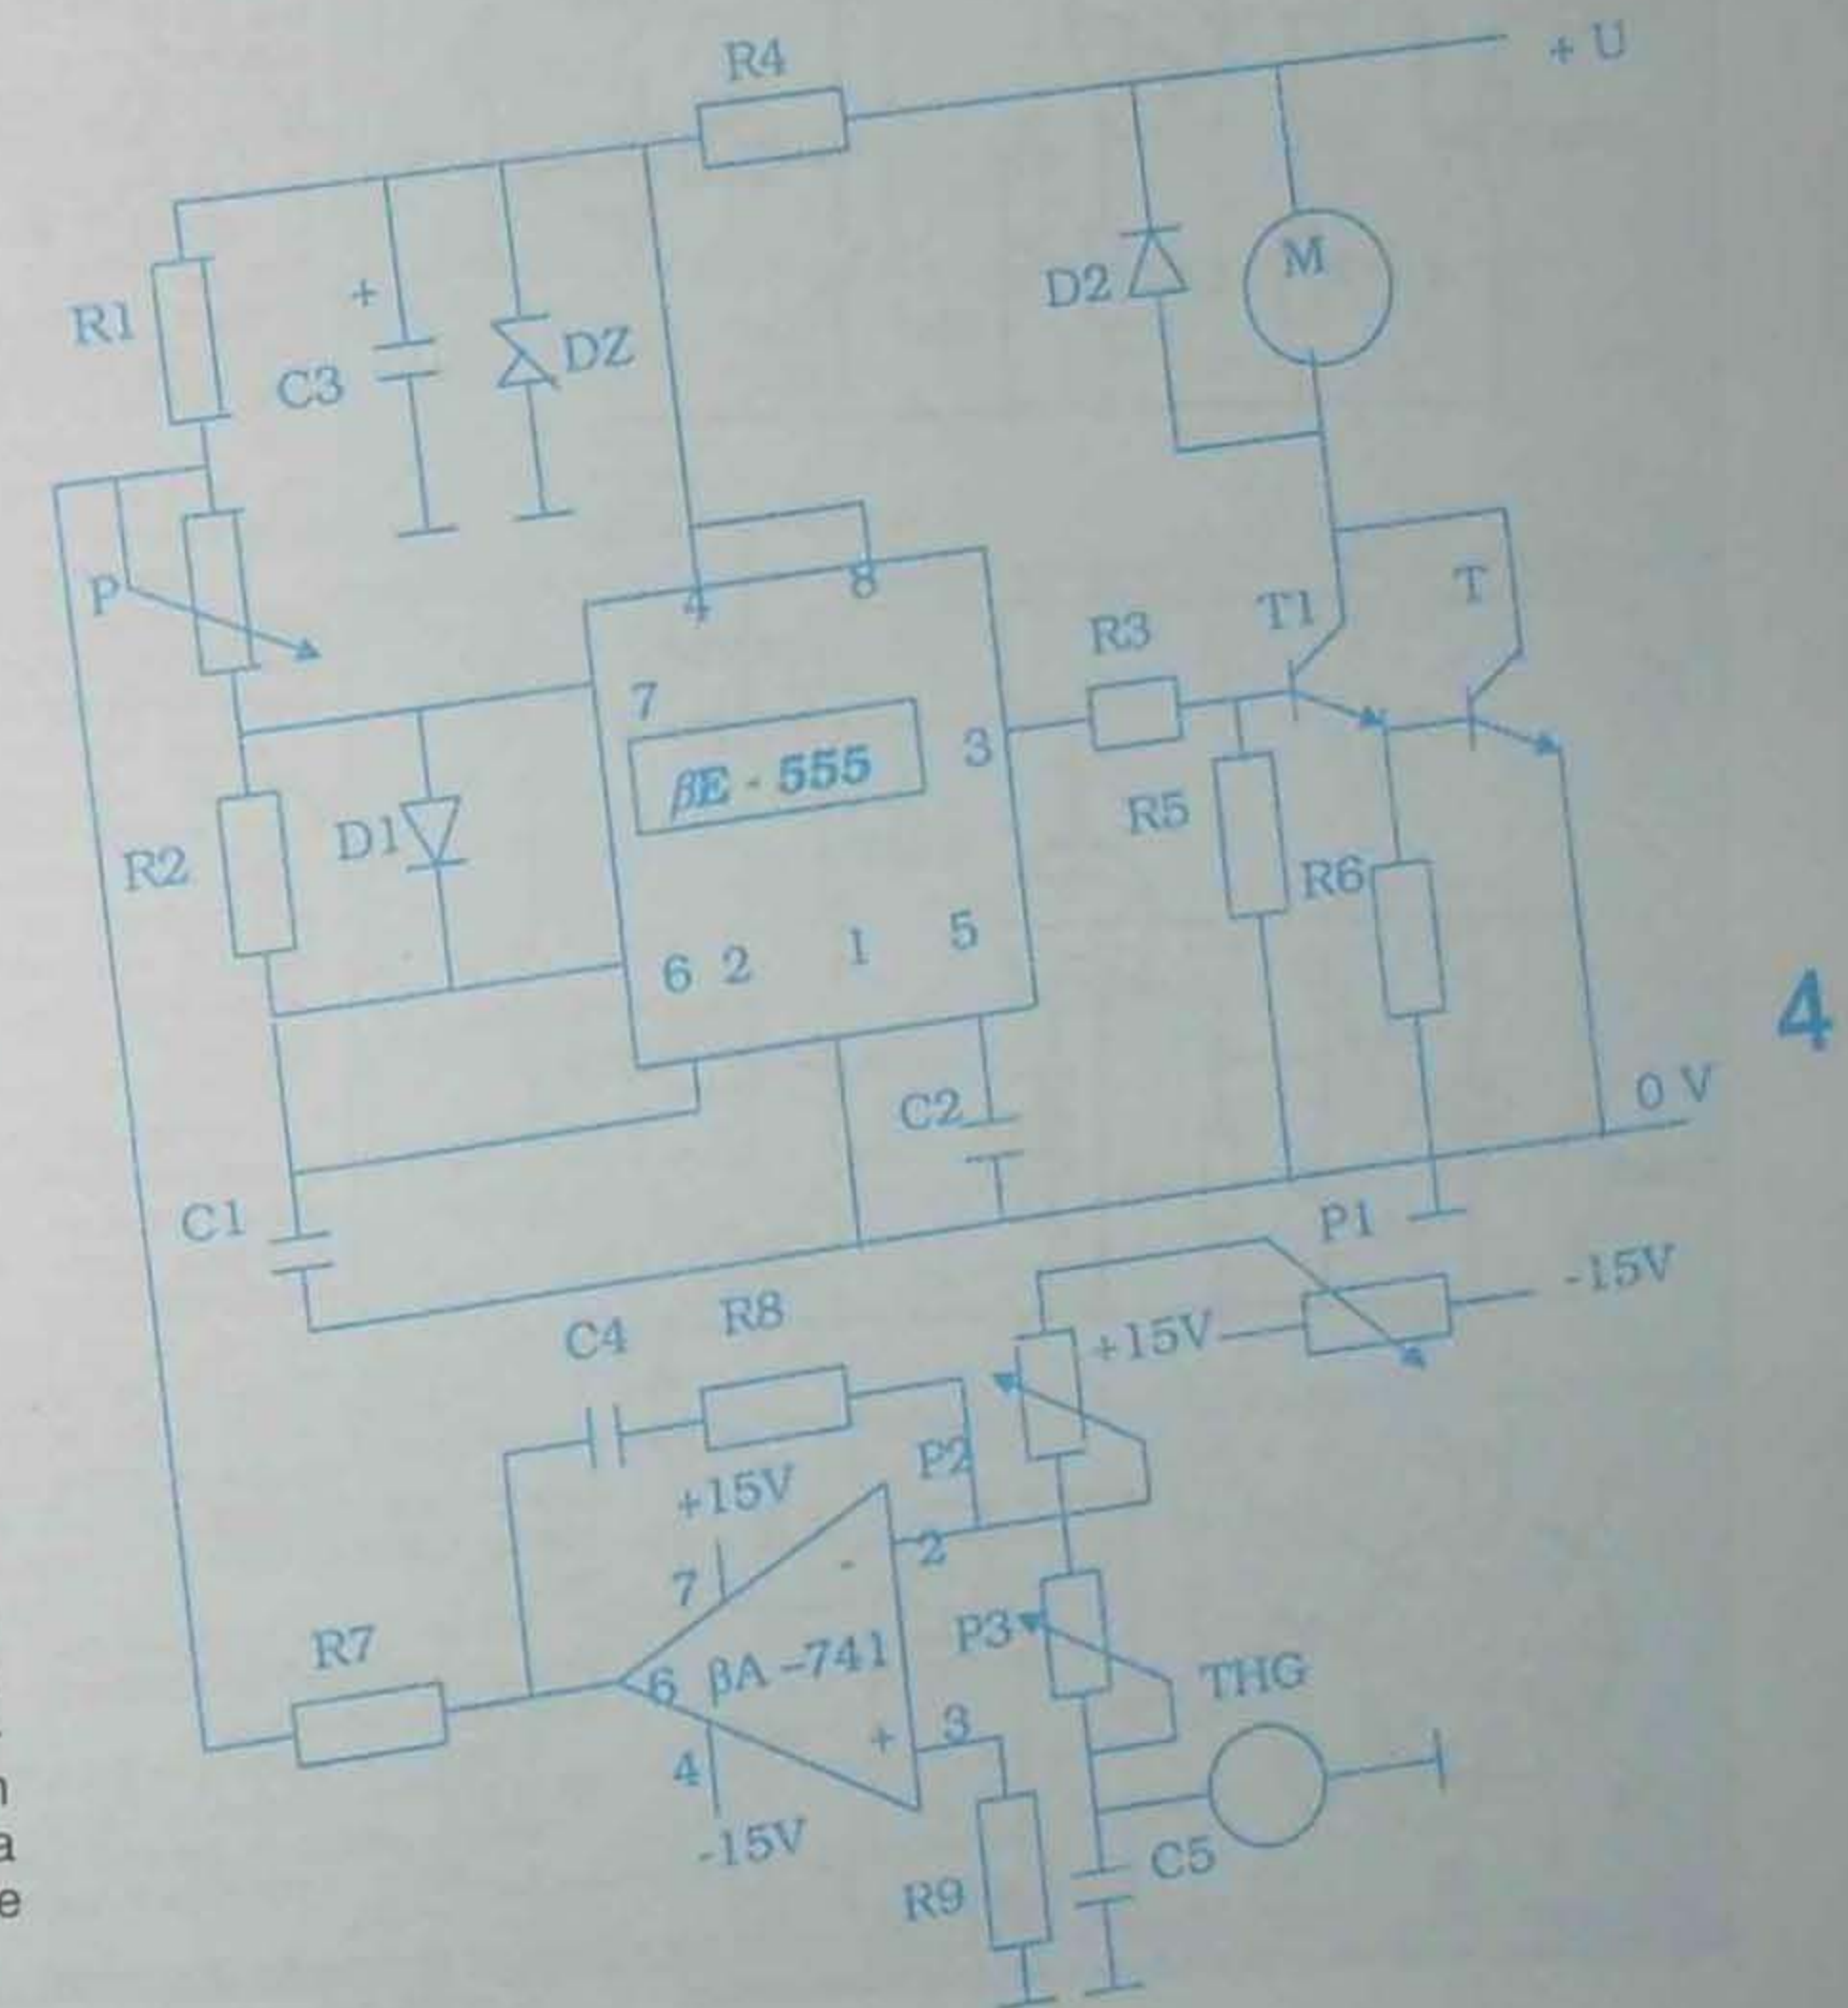 R4
+ U
R1
+
C3
DZ
D2
M
P
4
8
T1
T
R3
7
βE - 555
3
R2
D1
R5
R6
6 2 1 5
4
C2
0 V
C1
P1
-15V
C4
R8
+15V
+15V
P2
7
-
2
R7
6
βA -741
P3
THG
+
3
4
-15V
C5
R9
n
a
e